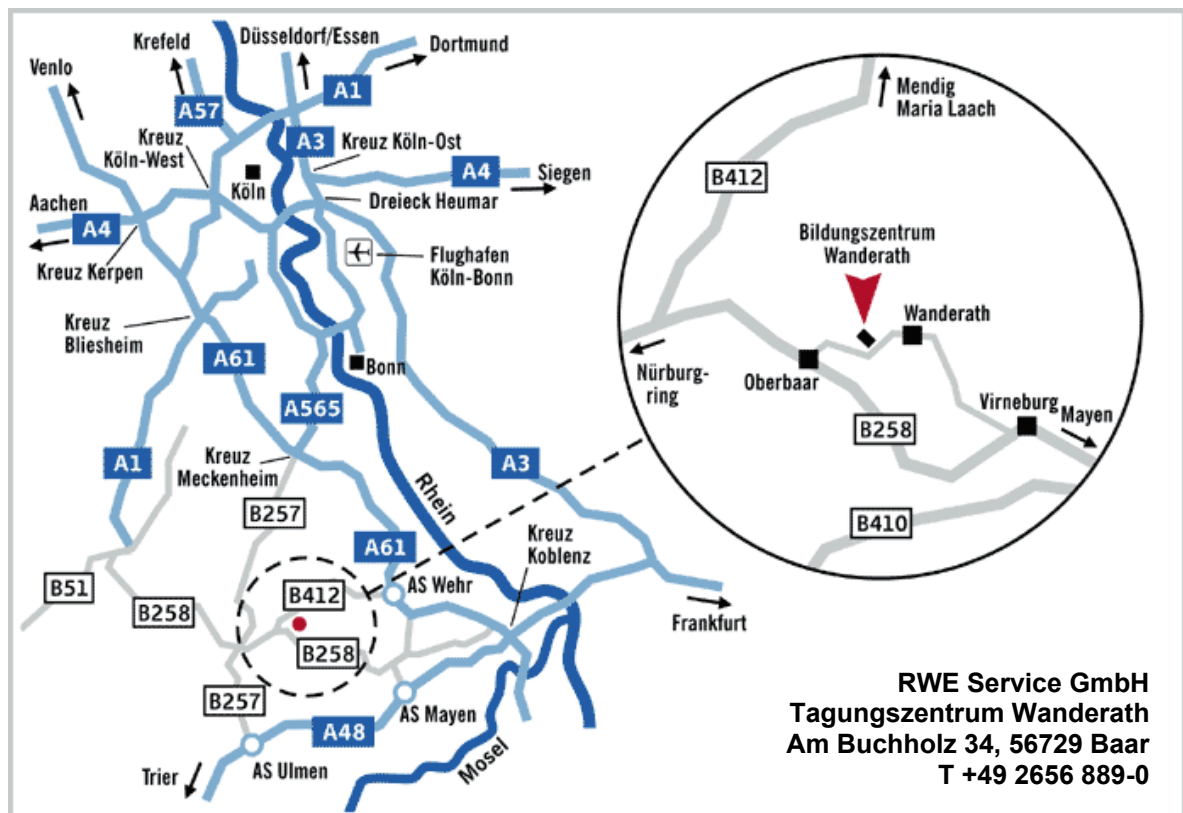 Krefeld
Düsseldorf/Essen
Dortmund
Venlo
A1
A57
Kreuz
Köln-West
A3
Kreuz Köln-Ost
Köln
A4
Siegen
Aachen
A4
Dreieck Heumar
Kreuz Kerpen
Flughafen
Köln-Bonn
Kreuz
Bliesheim
A61
Bonn
A565
A1
Kreuz
Meckenheim
A3
Rhein
B257
Kreuz
Koblenz
A61
B51
B412
AS Wehr
B258
B258
Frankfurt
B257
AS Mayen
A48
Mosel
Trier
AS Ulmen
Mendig
Maria Laach
B412
Bildungszentrum
Wanderath
Wanderath
Nürburg-
ring
Oberbaar
Virneburg
Mayen
B258
B410
RWE Service GmbH
Tagungszentrum Wanderath
Am Buchholz 34, 56729 Baar
T +49 2656 889-0